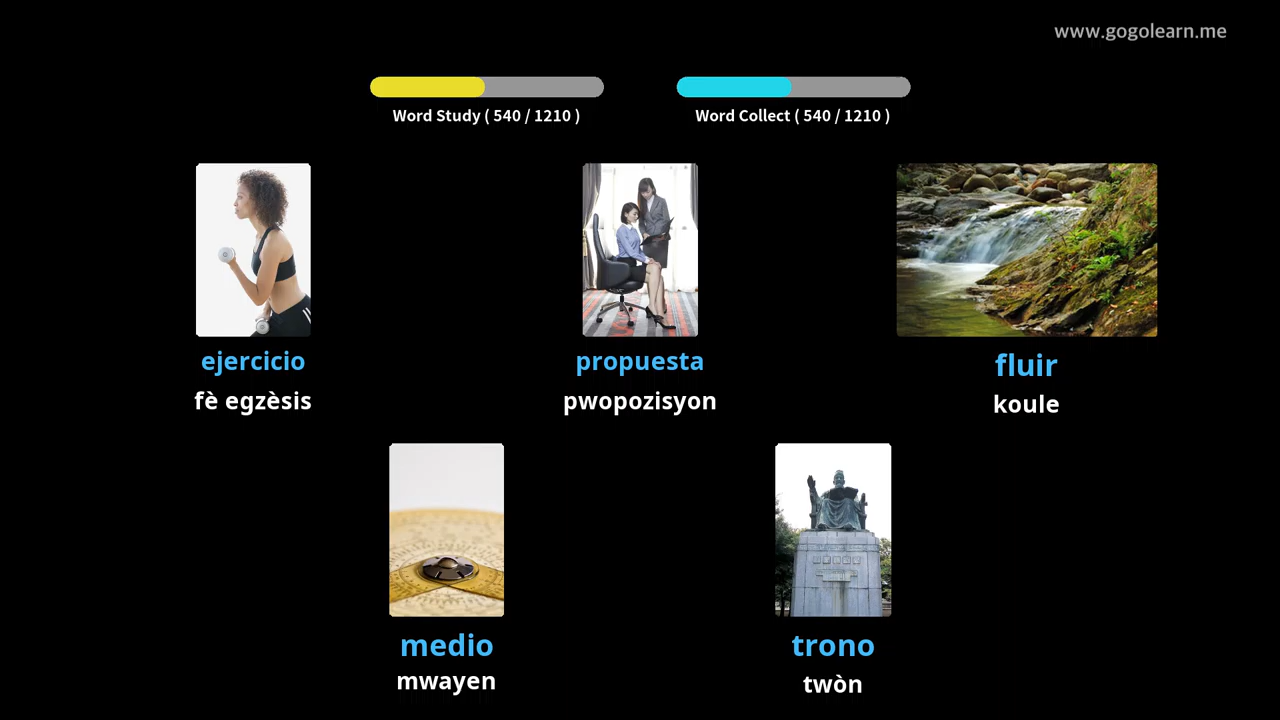 www.gogolearn.me
Word Study ( 540 / 1210 )
Word Collect ( 540 / 1210 )
ejercicio
fè egzèsis
propuesta
pwopozisyon
fluir
koule
medio
mwayen
trono
twòn